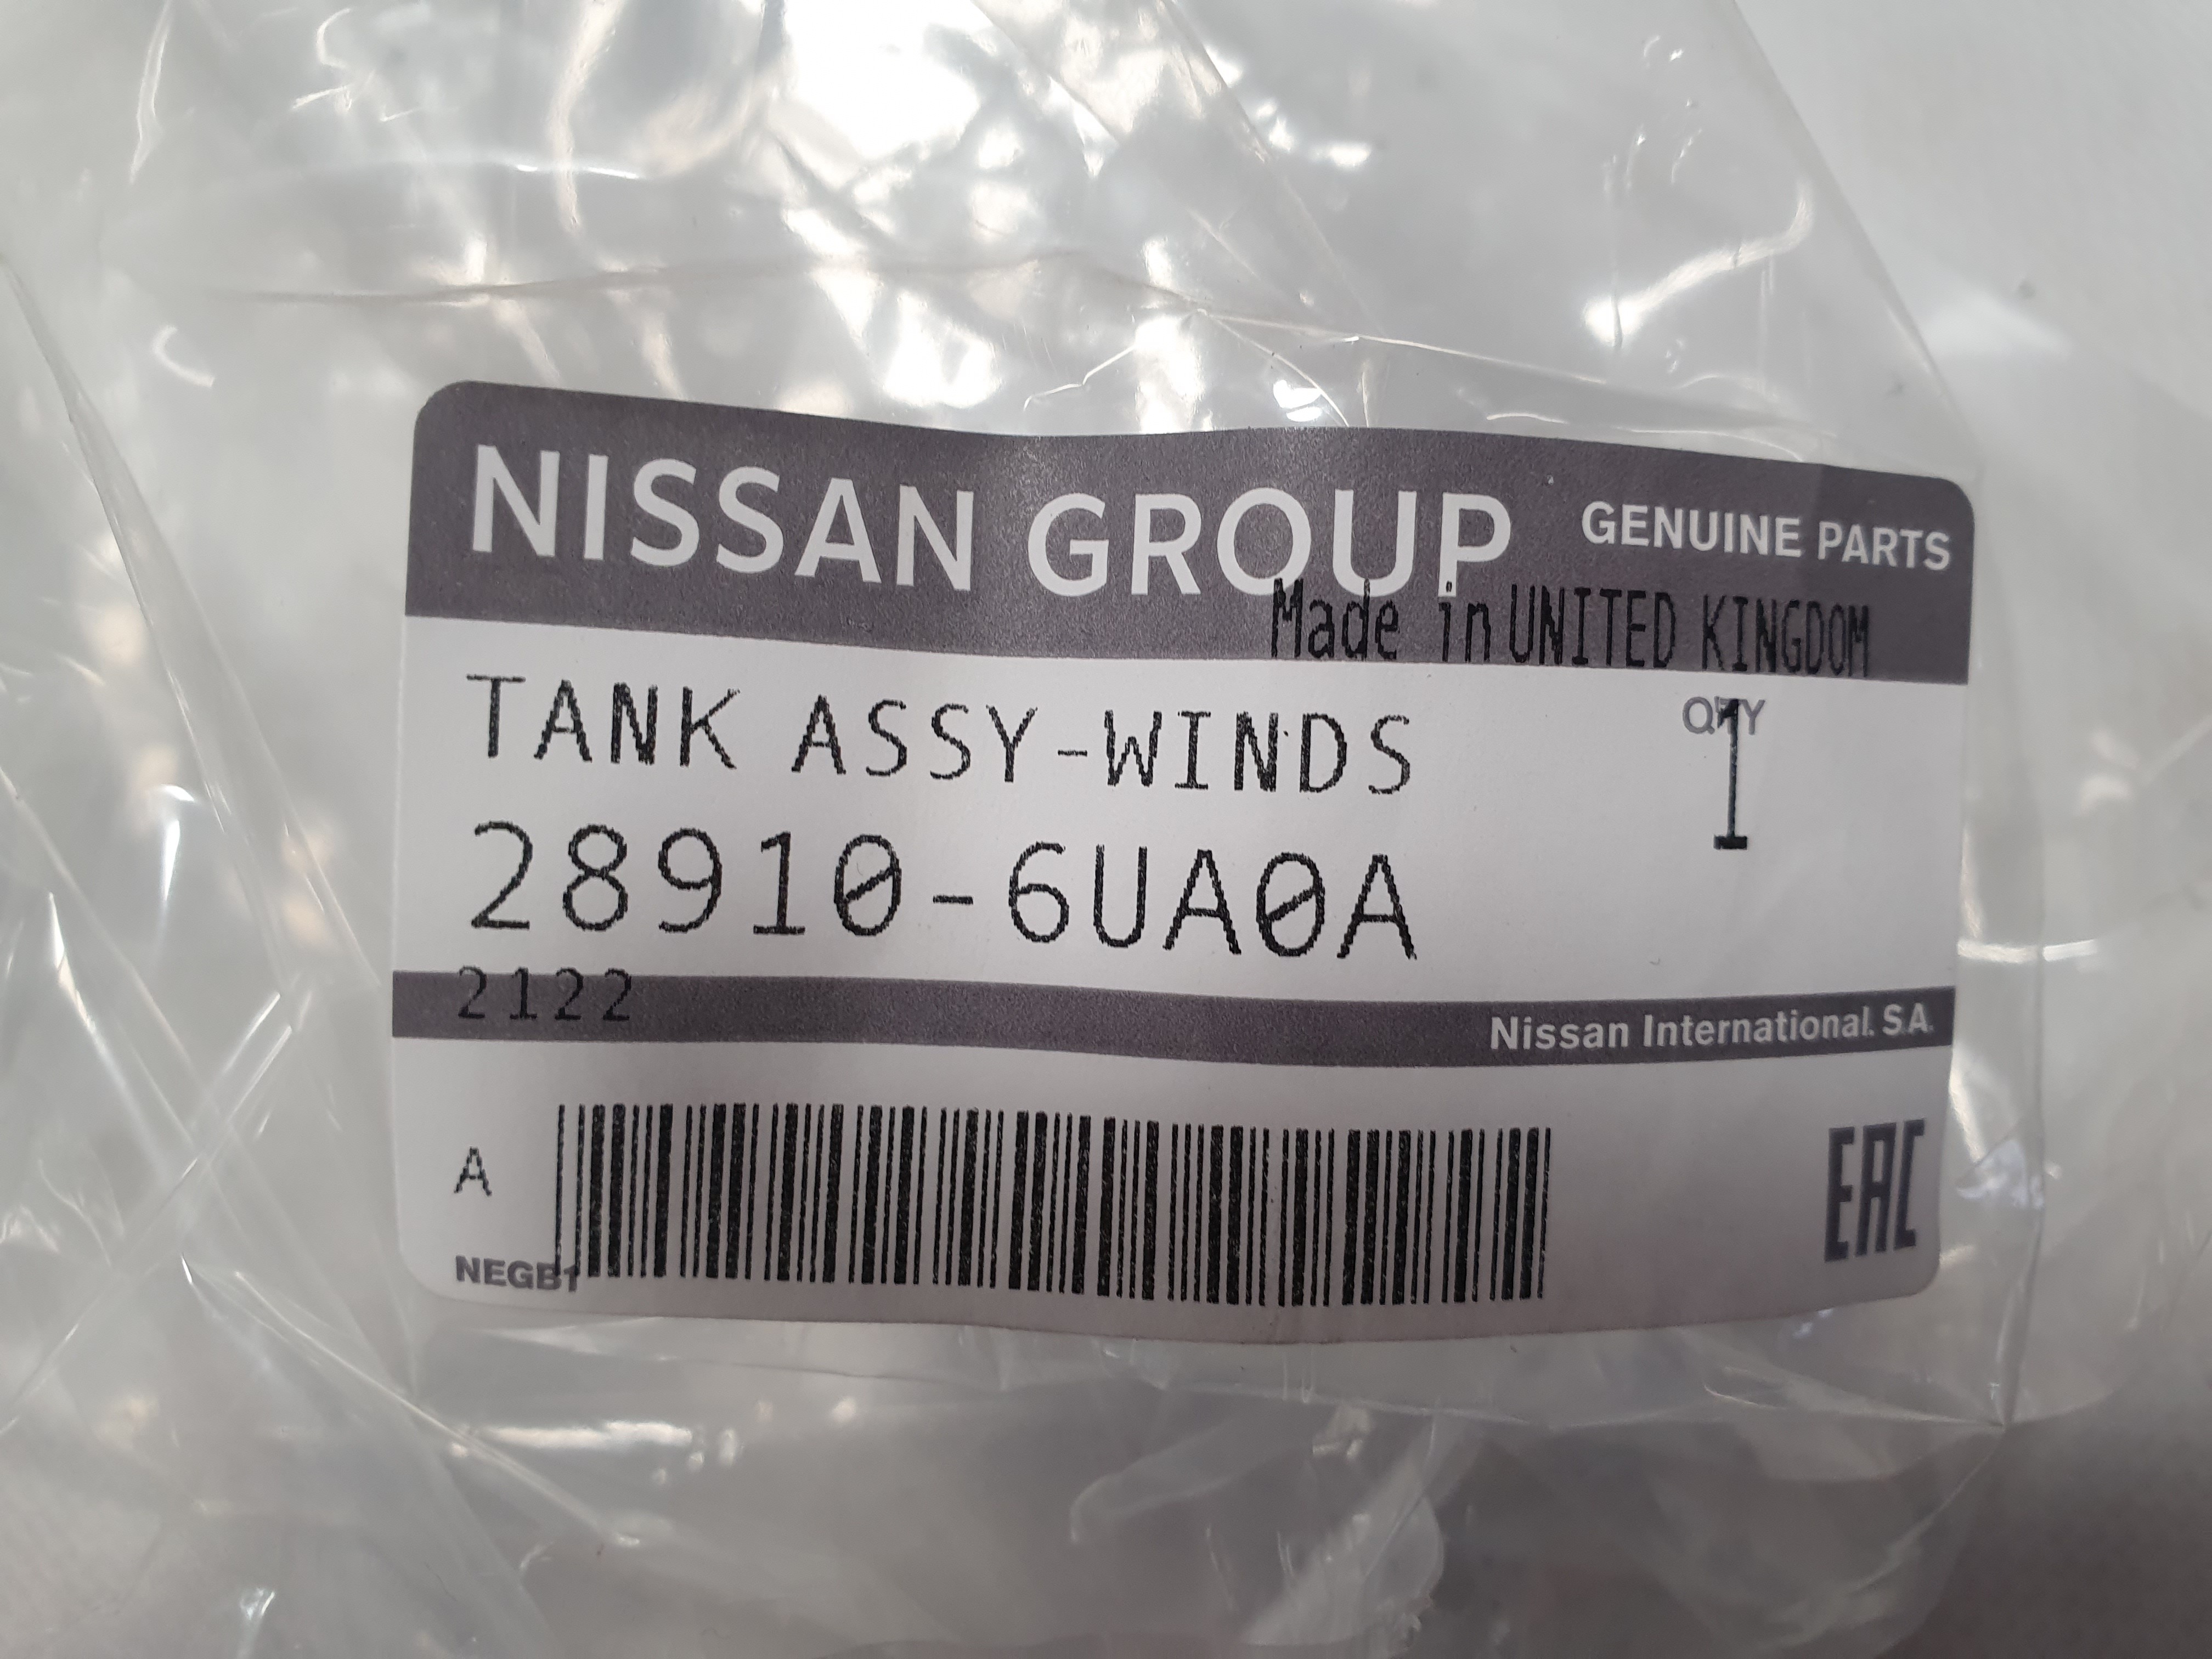 NISSAN GROUP GENUINE PARTS
Made in UNITED KINGDOM
TANK ASSY-WINDS
QTY
1
28910-6UA0A
2122
Nissan International. S.A.
A
EAC
NEGB1